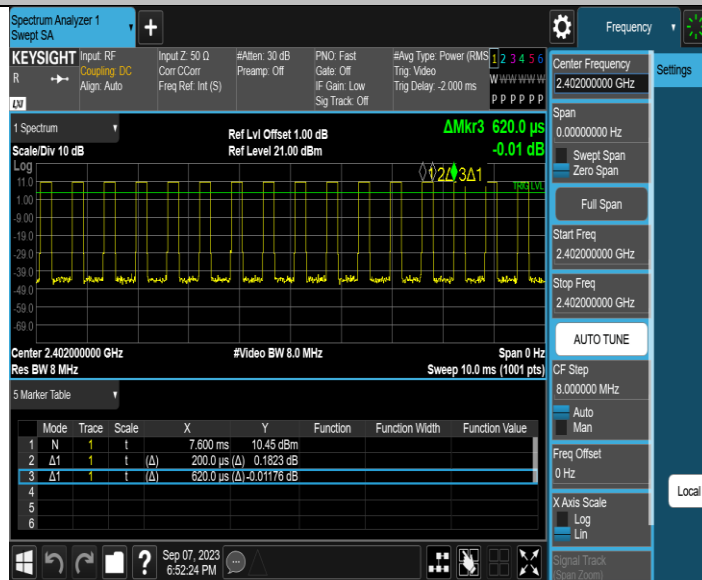 Spectrum Analyzer 1
Swept SA
+
Frequency
KEYSIGHT
R
LXI
Input: RF
Coupling: DC
Align: Auto
Input Z: 50 Ω
Corr CCorr
Freq Ref: Int (S)
#Atten: 30 dB
Preamp: Off
PNO: Fast
Gate: Off
IF Gain: Low
Sig Track: Off
#Avg Type: Power (RMS
Trig: Video
Trig Delay: -2.000 ms
1 2 3 4 5 6
W W W W W W
P P P P P P
1 Spectrum
Scale/Div 10 dB
Ref Lvl Offset 1.00 dB
Ref Level 21.00 dBm
ΔMkr3 620.0 µs
-0.01 dB
Log
11.0
1.00
-9.00
-19.0
-29.0
-39.0
-49.0
-59.0
-69.0
2Δ 3Δ1
TRIG LVL
Center 2.402000000 GHz
Res BW 8 MHz
#Video BW 8.0 MHz
Span 0 Hz
Sweep 10.0 ms (1001 pts)
5 Marker Table
Mode Trace Scale X Y Function Function Width Function Value
1 N 1 t 7.600 ms 10.45 dBm
2 Δ1 1 t (Δ) 200.0 µs (Δ) 0.1823 dB
3 Δ1 1 t (Δ) 620.0 µs (Δ) -0.01176 dB
4
5
6
Sep 07, 2023
6:52:24 PM
?
Center Frequency
2.402000000 GHz
Span
0.00000000 Hz
Swept Span
Zero Span
Full Span
Start Freq
2.402000000 GHz
Stop Freq
2.402000000 GHz
AUTO TUNE
CF Step
8.000000 MHz
Auto
Man
Freq Offset
0 Hz
X Axis Scale
Log
Lin
Signal Track
(Span Zoom)
Settings
Local